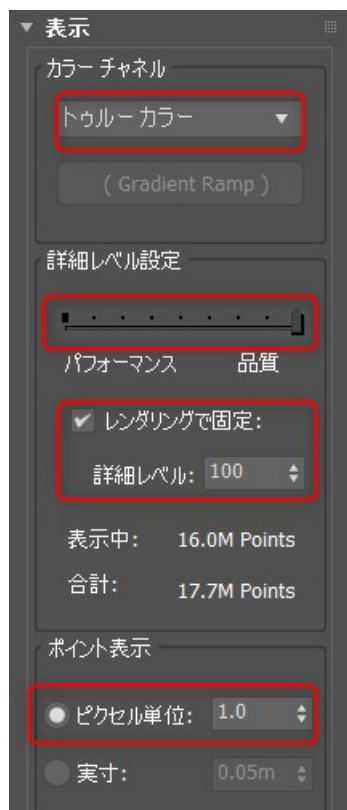 表示
カラー チャネル
トゥルー カラー
( Gradient Ramp )
詳細レベル設定
パフォーマンス 品質
レンダリングで固定:
詳細レベル: 100
表示中: 16.0M Points
合計: 17.7M Points
ポイント表示
ピクセル単位: 1.0
実寸: 0.05m